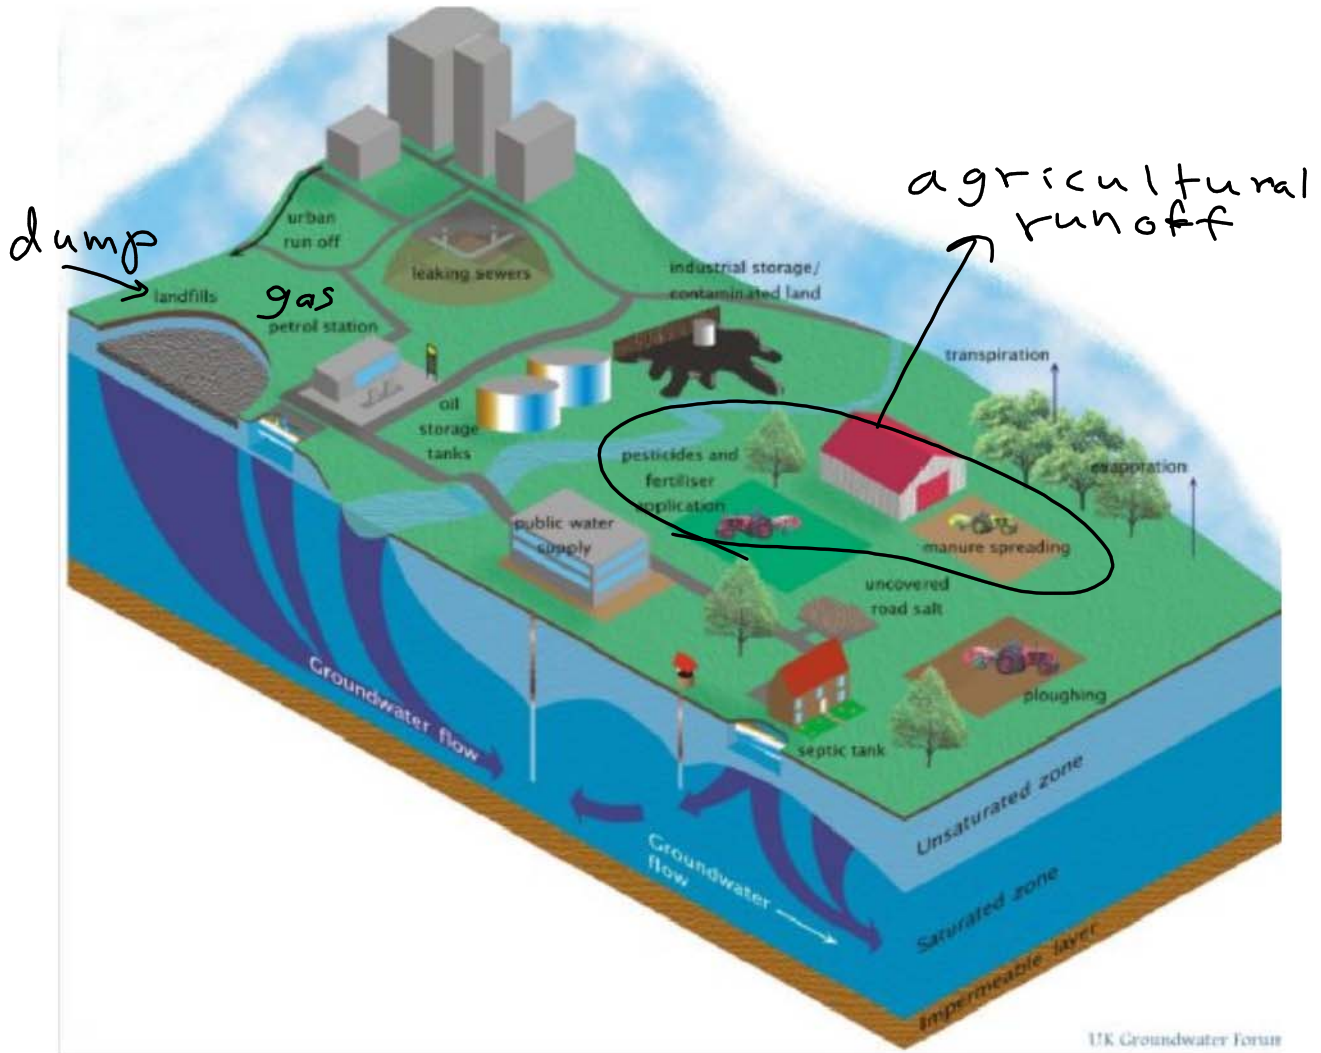 agricultural
runoff
urban
run off
dump
leaking sewers
industrial storage/
contaminated land
landfills
gas
petrol station
transpiration
oil
storage
tanks
pesticides and
fertiliser
application
evaporation
public water
supply
manure spreading
uncovered
road salt
Groundwater flow
ploughing
septic tank
Unsaturated zone
Groundwater
flow
Saturated zone
Impermeable layer
UK Groundwater Forum